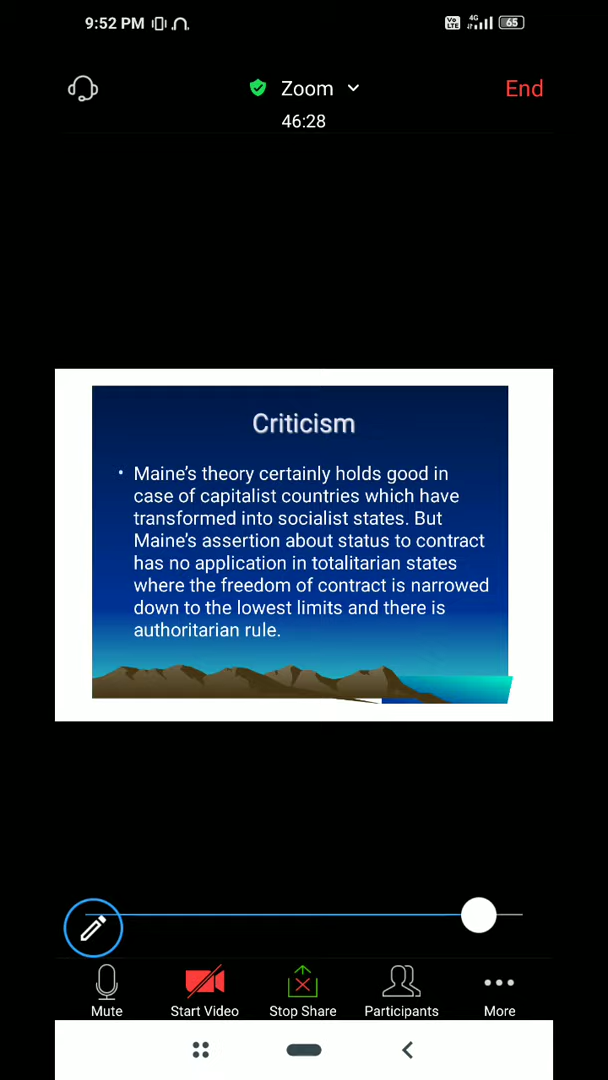 9:52 PM
Vo LTE 4G 65
Zoom
End
46:28
Criticism
• Maine's theory certainly holds good in
case of capitalist countries which have
transformed into socialist states. But
Maine's assertion about status to contract
has no application in totalitarian states
where the freedom of contract is narrowed
down to the lowest limits and there is
authoritarian rule.
Mute
Start Video
Stop Share
Participants
More